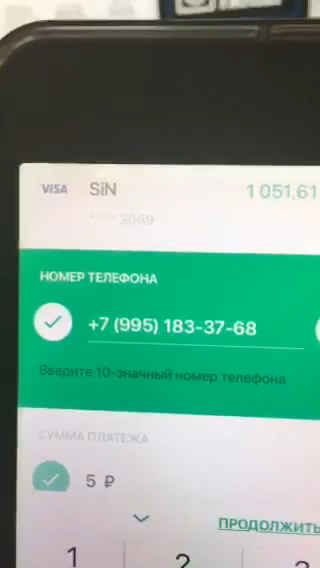 VISA SiN 1 051,61
**** 3069
НОМЕР ТЕЛЕФОНА
+7 (995) 183-37-68
Введите 10-значный номер телефона
СУММА ПЛАТЕЖА
5 ₽
ПРОДОЛЖИТЬ
1 2 3